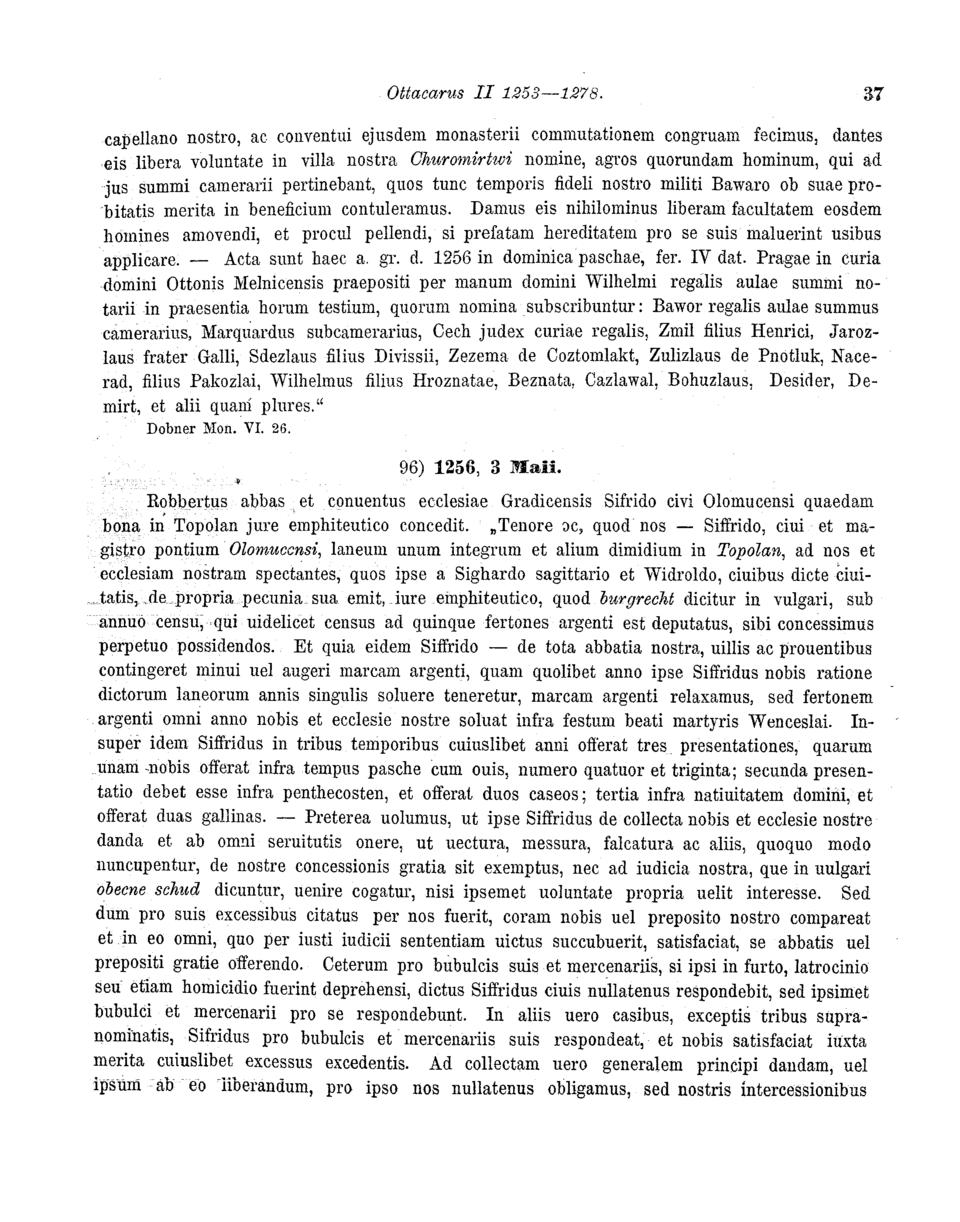 Ottacarus II 1253—1278. 37
capellano nostro, ac conventui ejusdem monasterii commutationem congruam fecimus, dantes
eis libera voluntate in villa nostra Churomirtwi nomine, agros quorundam hominum, qui ad
jus summi camerarii pertinebant, quos tunc temporis fideli nostro militi Bawaro ob suae pro-
bitatis merita in beneficium contuleramus. Damus eis nihilominus liberam facultatem eosdem
homines amovendi, et procul pellendi, si prefatam hereditatem pro se suis maluerint usibus
applicare. — Acta sunt haec a. gr. d. 1256 in dominica paschae, fer. IV dat. Pragae in curia
domini Ottonis Melnicensis praepositi per manum domini Wilhelmi regalis aulae summi no-
tarii in praesentia horum testium, quorum nomina subscribuntur: Bawor regalis aulae summus
camerarius, Marquardus subcamerarius, Cech judex curiae regalis, Zmil filius Henrici, Jaroz-
laus frater Galli, Sdezlaus filius Divissii, Zezema de Coztomlakt, Zulizlaus de Pnotluk, Nace-
rad, filius Pakozlai, Wilhelmus filius Hroznatae, Beznata, Cazlawal, Bohuzlaus, Desider, De-
mirt, et alii quam plures.“
Dobner Mon. VI. 26.
96) 1256, 3 Maii.
Robbertus abbas et conuentus ecclesiae Gradicensis Sifrido civi Olomucensi quaedam
bona in Topolan jure emphiteutico concedit. „Tenore ɔc, quod nos — Siffrido, ciui et ma-
gistro pontium Olomuccnsi, laneum unum integrum et alium dimidium in Topolan, ad nos et
ecclesiam nostram spectantes, quos ipse a Sighardo sagittario et Widroldo, ciuibus dicte ciui-
tatis, de propria pecunia sua emit, iure emphiteutico, quod burgrecht dicitur in vulgari, sub
annuo censu, qui uidelicet census ad quinque fertones argenti est deputatus, sibi concessimus
perpetuo possidendos. Et quia eidem Siffrido — de tota abbatia nostra, uillis ac prouentibus
contingeret minui uel augeri marcam argenti, quam quolibet anno ipse Siffridus nobis ratione
dictorum laneorum annis singulis soluere teneretur, marcam argenti relaxamus, sed fertonem
argenti omni anno nobis et ecclesie nostre soluat infra festum beati martyris Wenceslai. In-
super idem Siffridus in tribus temporibus cuiuslibet anni offerat tres presentationes, quarum
unam nobis offerat infra tempus pasche cum ouis, numero quatuor et triginta; secunda presen-
tatio debet esse infra penthecosten, et offerat duos caseos; tertia infra natiuitatem domini, et
offerat duas gallinas. — Preterea uolumus, ut ipse Siffridus de collecta nobis et ecclesie nostre
danda et ab omni seruitutis onere, ut uectura, messura, falcatura ac aliis, quoquo modo
nuncupentur, de nostre concessionis gratia sit exemptus, nec ad iudicia nostra, que in uulgari
obecne schud dicuntur, uenire cogatur, nisi ipsemet uoluntate propria uelit interesse. Sed
dum pro suis excessibus citatus per nos fuerit, coram nobis uel preposito nostro compareat
et in eo omni, quo per iusti iudicii sententiam uictus succubuerit, satisfaciat, se abbatis uel
prepositi gratie offerendo. Ceterum pro bubulcis suis et mercenariis, si ipsi in furto, latrocinio
seu etiam homicidio fuerint deprehensi, dictus Siffridus ciuis nullatenus respondebit, sed ipsimet
bubulci et mercenarii pro se respondebunt. In aliis uero casibus, exceptis tribus supra-
nominatis, Sifridus pro bubulcis et mercenariis suis respondeat, et nobis satisfaciat iuxta
merita cuiuslibet excessus excedentis. Ad collectam uero generalem principi dandam, uel
ipsum ab eo liberandum, pro ipso nos nullatenus obligamus, sed nostris intercessionibus